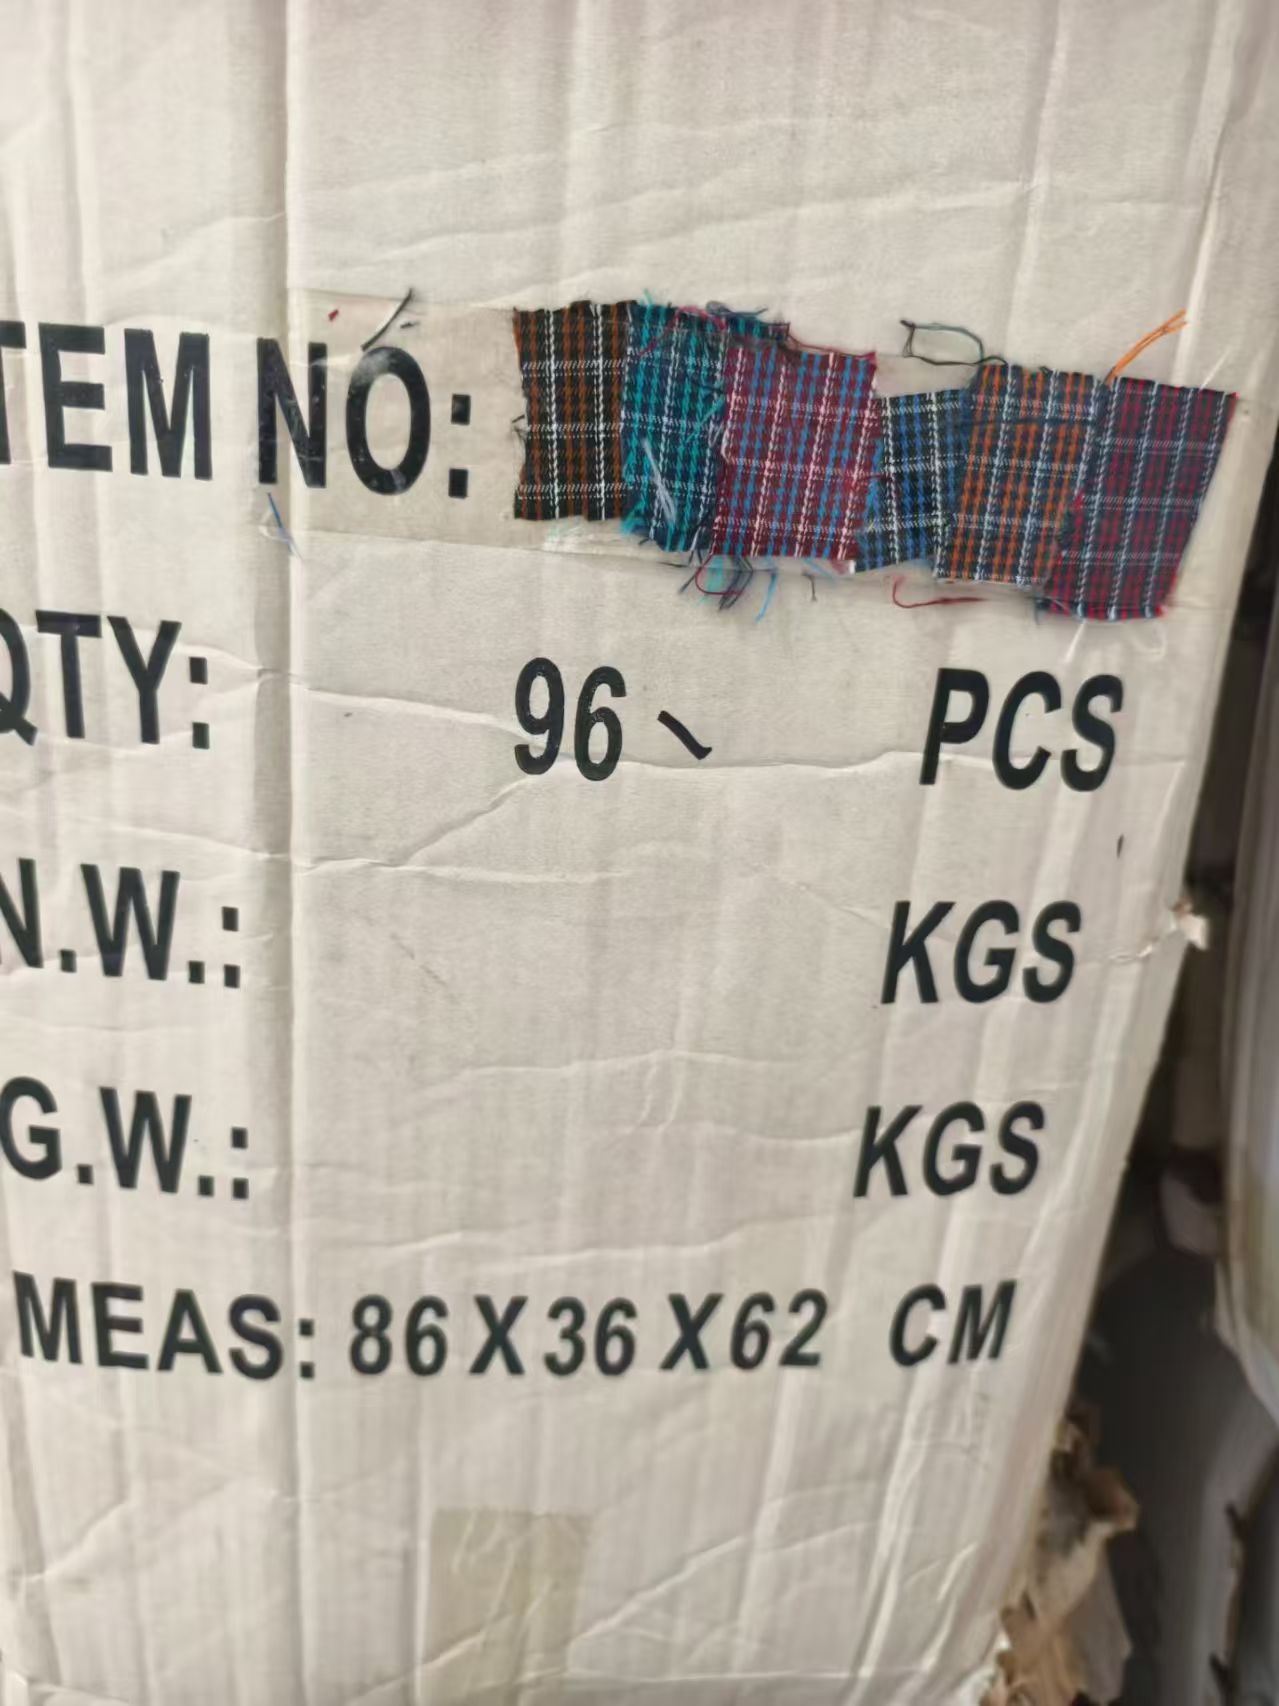 TEM NO:
QTY: 96 PCS
N.W.: KGS
G.W.: KGS
MEAS: 86 X 36 X 62 CM